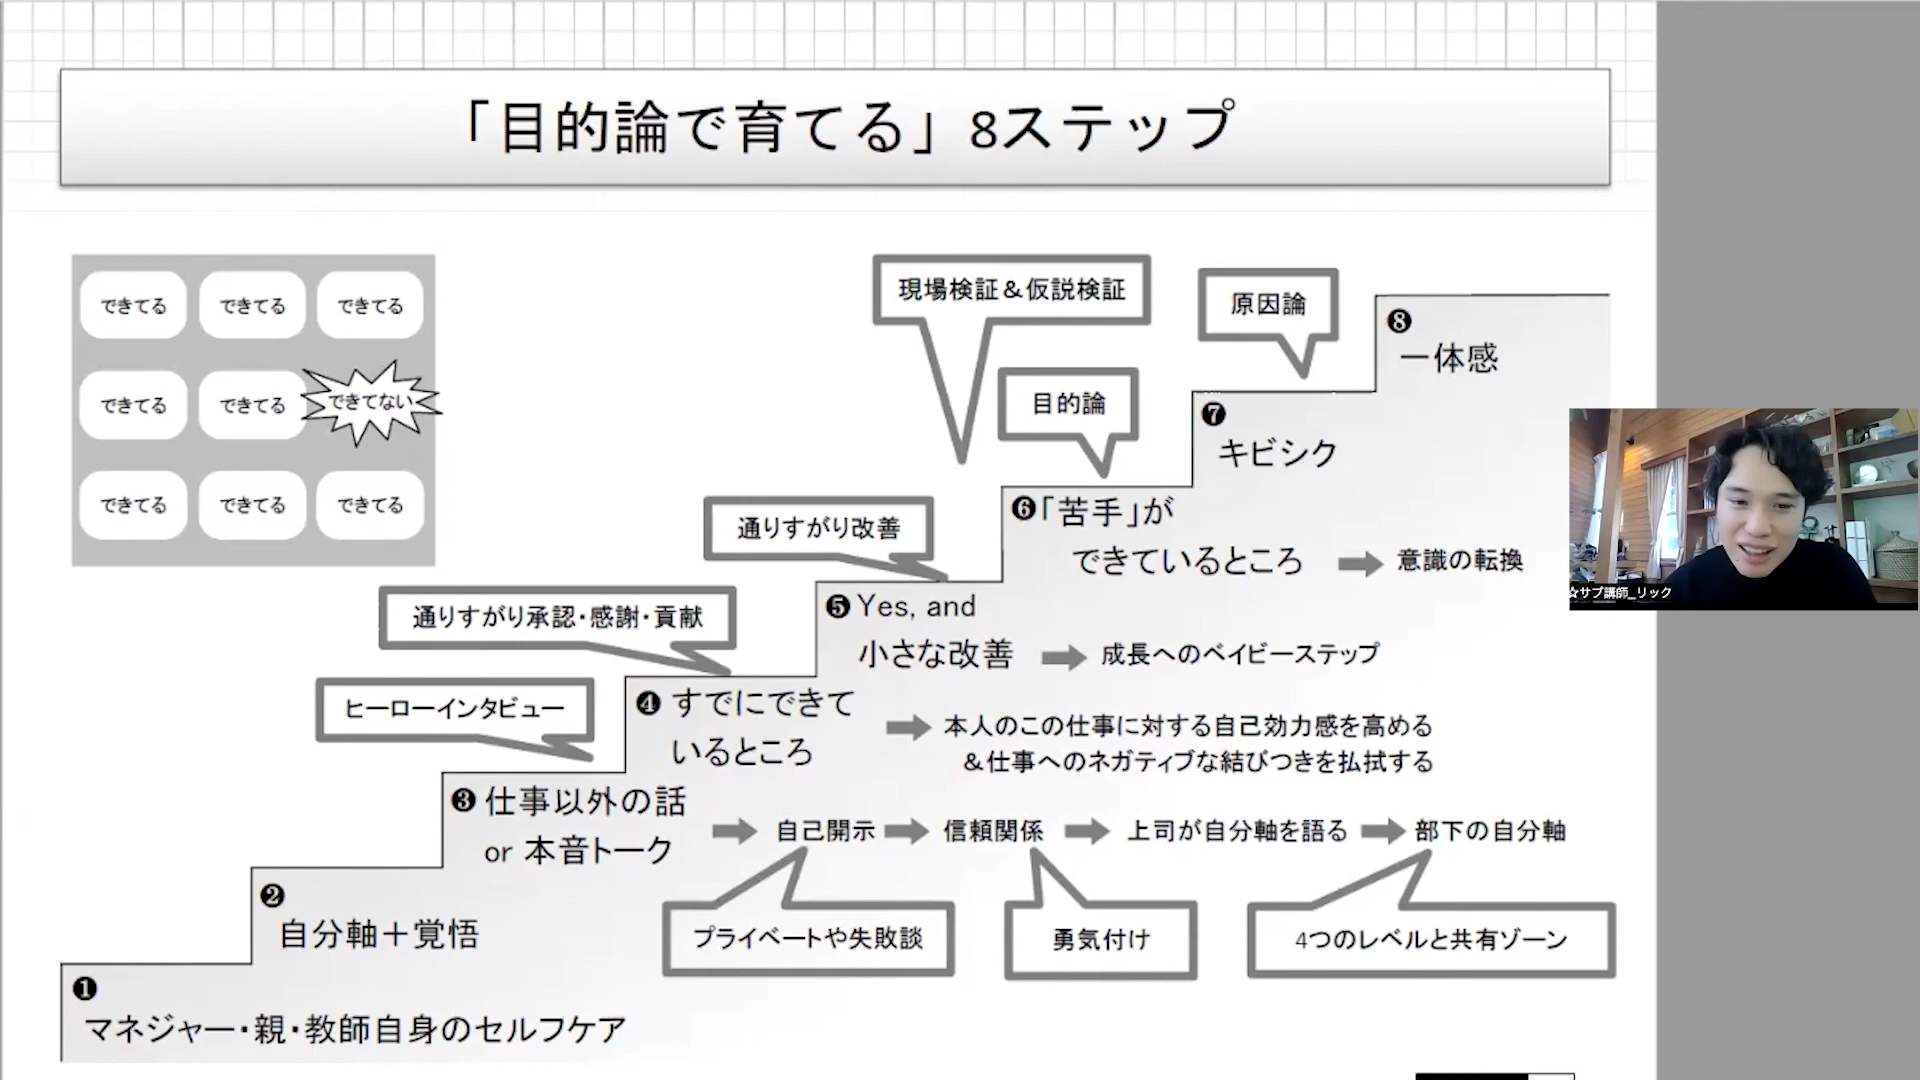 「目的論で育てる」 8ステップ
できてる できてる できてる
できてる できてる できてない
できてる できてる できてる
現場検証＆仮説検証
原因論
目的論
通りすがり改善
通りすがり承認・感謝・貢献
ヒーローインタビュー
❽
一体感
❼
キビシク
❻「苦手」が
できているところ ➡ 意識の転換
❺ Yes, and
小さな改善 ➡ 成長へのベイビーステップ
❹ すでにできて
いるところ
➡ 本人のこの仕事に対する自己効力感を高める
＆仕事へのネガティブな結びつきを払拭する
❸ 仕事以外の話
or 本音トーク
➡ 自己開示 ➡ 信頼関係 ➡ 上司が自分軸を語る ➡ 部下の自分軸
プライベートや失敗談
勇気付け
4つのレベルと共有ゾーン
❷
自分軸＋覚悟
❶
マネジャー・親・教師自身のセルフケア
☆サブ講師_リック